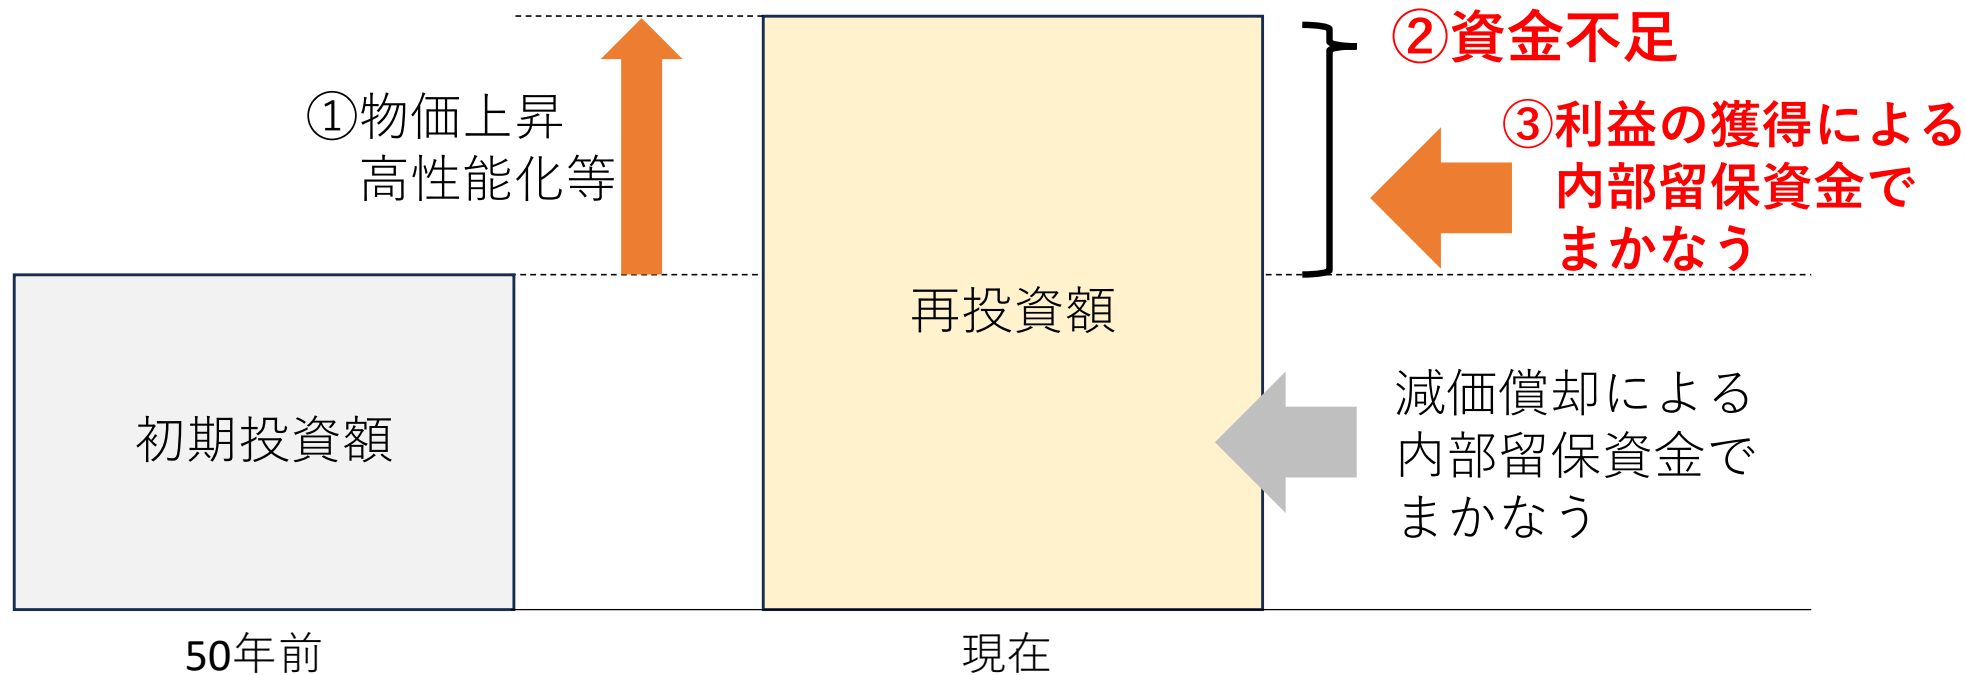 ②資金不足
①物価上昇
高性能化等
③利益の獲得による
内部留保資金で
まかなう
再投資額
初期投資額
減価償却による
内部留保資金で
まかなう
50年前
現在